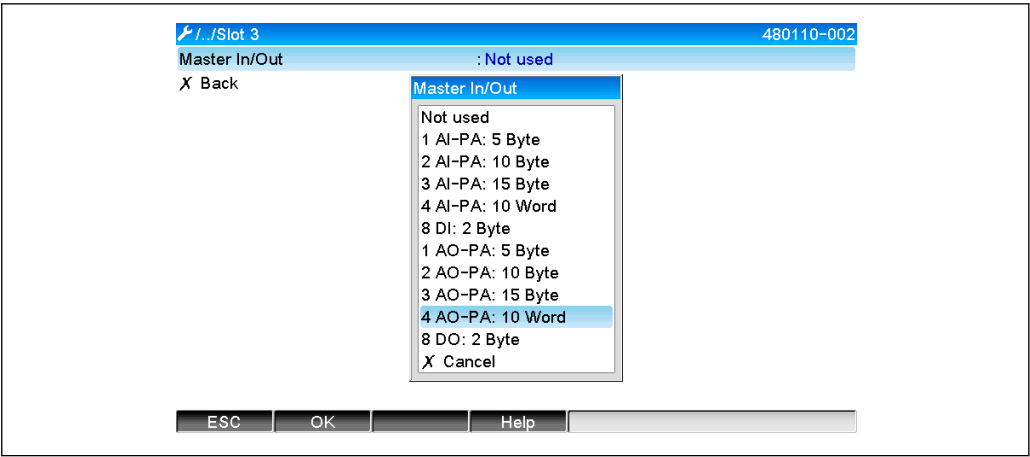 /../Slot 3 480110-002
Master In/Out : Not used
X Back
Master In/Out
Not used
1 AI-PA: 5 Byte
2 AI-PA: 10 Byte
3 AI-PA: 15 Byte
4 AI-PA: 10 Word
8 DI: 2 Byte
1 AO-PA: 5 Byte
2 AO-PA: 10 Byte
3 AO-PA: 15 Byte
4 AO-PA: 10 Word
8 DO: 2 Byte
X Cancel
ESC OK Help